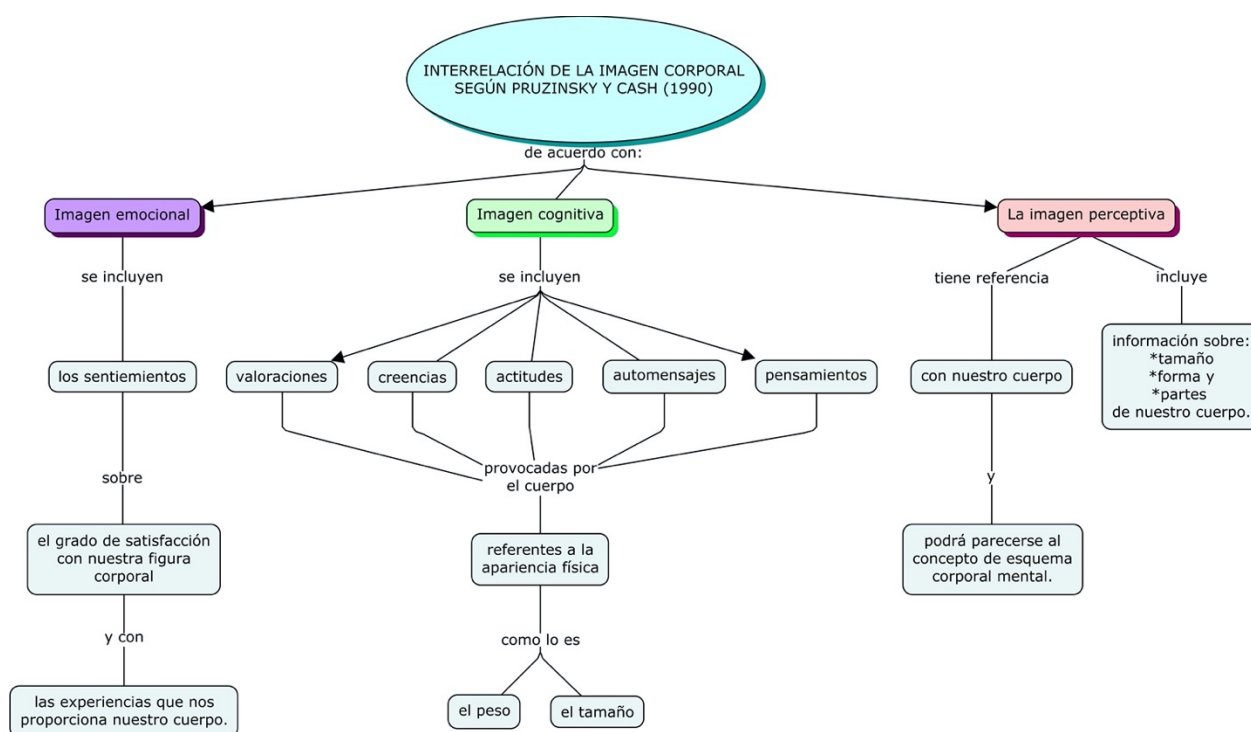 INTERRELACIÓN DE LA IMAGEN CORPORAL
SEGÚN PRUZINSKY Y CASH (1990)
de acuerdo con:
Imagen emocional
se incluyen
los sentiemientos
sobre
el grado de satisfacción
con nuestra figura
corporal
y con
las experiencias que nos
proporciona nuestro cuerpo.
Imagen cognitiva
se incluyen
valoraciones
creencias
actitudes
automensajes
pensamientos
provocadas por
el cuerpo
referentes a la
apariencia física
como lo es
el peso
el tamaño
La imagen perceptiva
tiene referencia
con nuestro cuerpo
y
podrá parecerse al
concepto de esquema
corporal mental.
incluye
información sobre:
*tamaño
*forma y
*partes
de nuestro cuerpo.